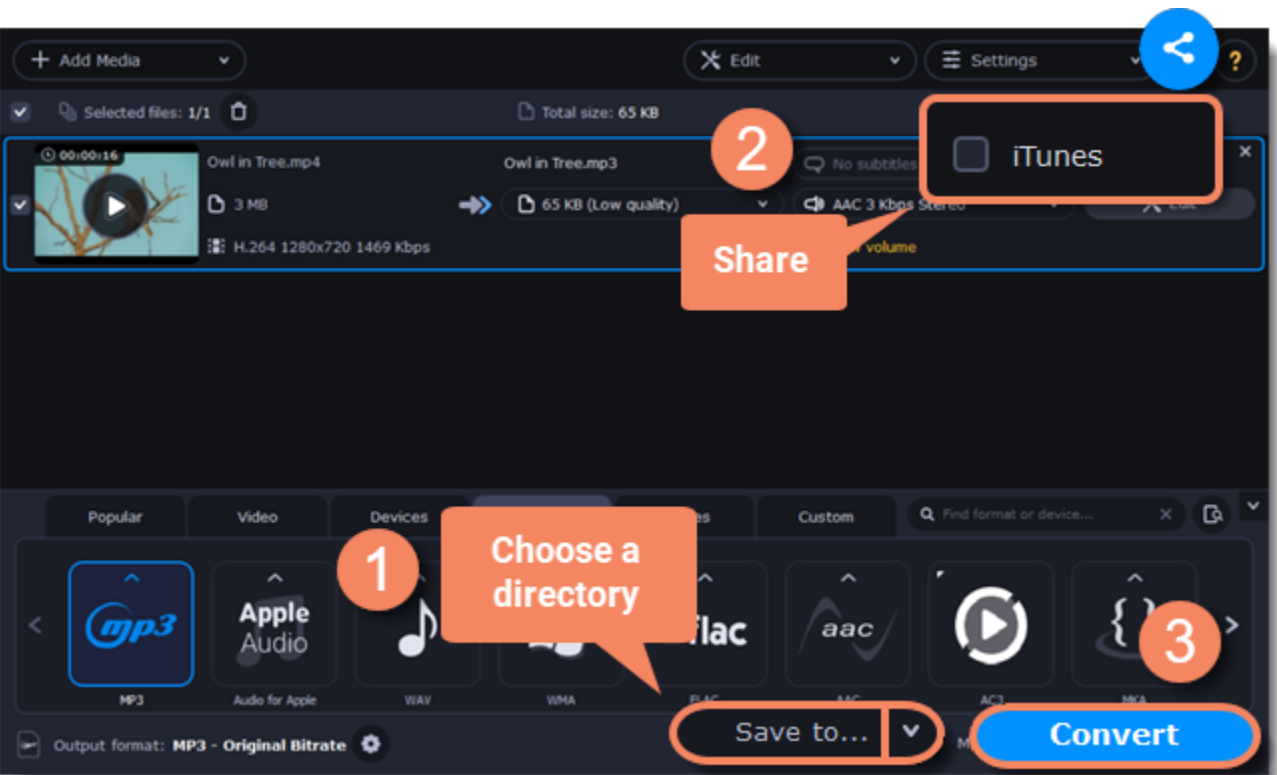 Add Media
Edit
Settings
?
Selected files: 1/1
Total size: 65 KB
2
iTunes
00:00:16
Owl in Tree.mp4
Owl in Tree.mp3
No subtitles
3 MB
65 KB (Low quality)
AAC 3 Kbps Stereo
Edit
H.264 1280x720 1469 Kbps
Share
volume
Popular
Video
Devices
Custom
Find format or device...
1
Choose a
directory
mp3
Apple
Audio
flac
aac
3
MP3
Audio for Apple
WAV
WMA
FLAC
AAC
AC3
MKA
Save to...
Convert
Output format: MP3 - Original Bitrate